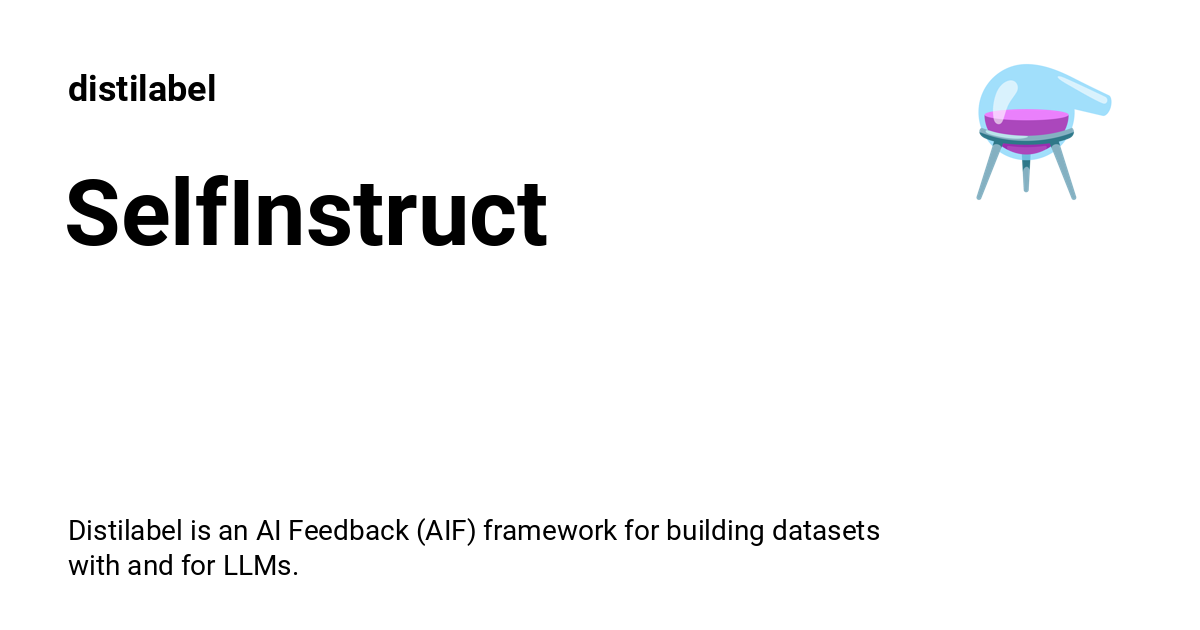 distilabel
SelfInstruct
Distilabel is an AI Feedback (AIF) framework for building datasets
with and for LLMs.